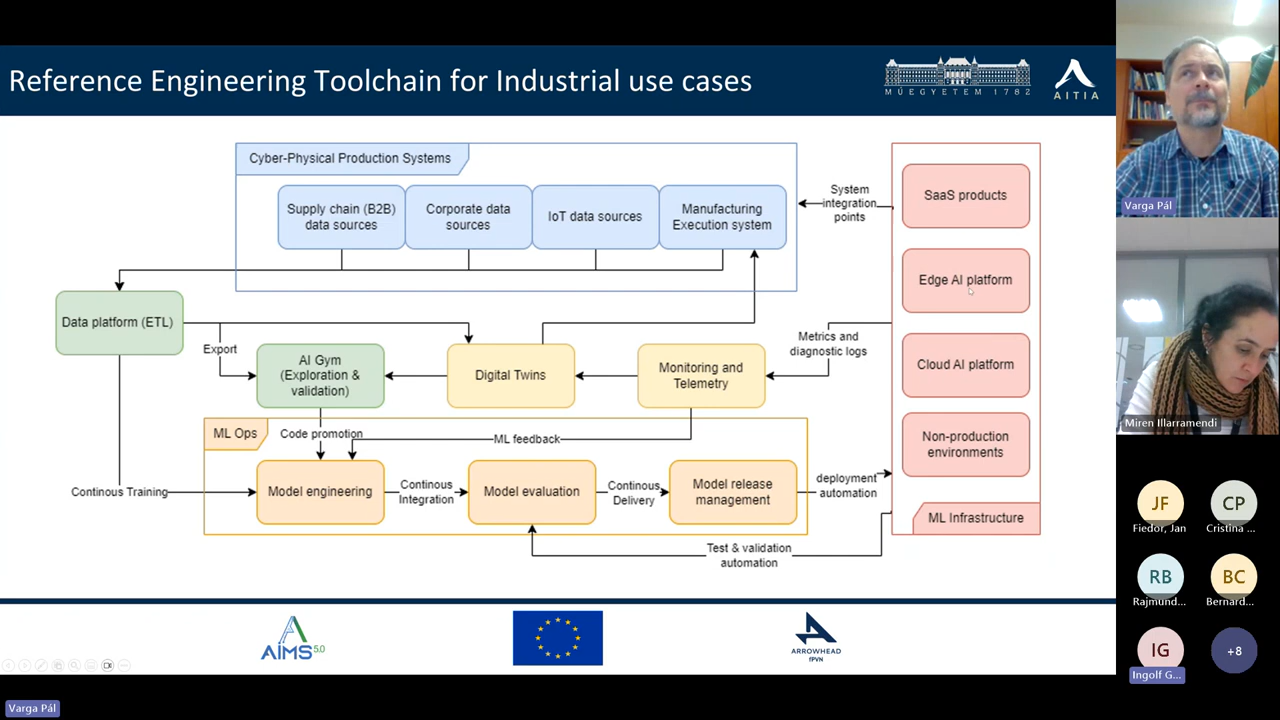 Reference Engineering Toolchain for Industrial use cases
MŰEGYETEM 1782
AITIA
Cyber-Physical Production Systems
Supply chain (B2B)
data sources
Corporate data
sources
IoT data sources
Manufacturing
Execution system
System
integration
points
SaaS products
Edge AI platform
Cloud AI platform
Non-production
environments
ML Infrastructure
Data platform (ETL)
Export
AI Gym
(Exploration &
validation)
Digital Twins
Monitoring and
Telemetry
Metrics and
diagnostic logs
ML Ops
Code promotion
ML feedback
Continous Training
Model engineering
Continous
Integration
Model evaluation
Continous
Delivery
Model release
management
deployment
automation
Test & validation
automation
AIMS 5.0
ARROWHEAD
fPVN
Varga Pál
Varga Pál
Miren Illarramendi
JF
Fiedor, Jan
CP
Cristina ...
RB
Rajmund...
BC
Bernard...
IG
Ingolf G...
+8